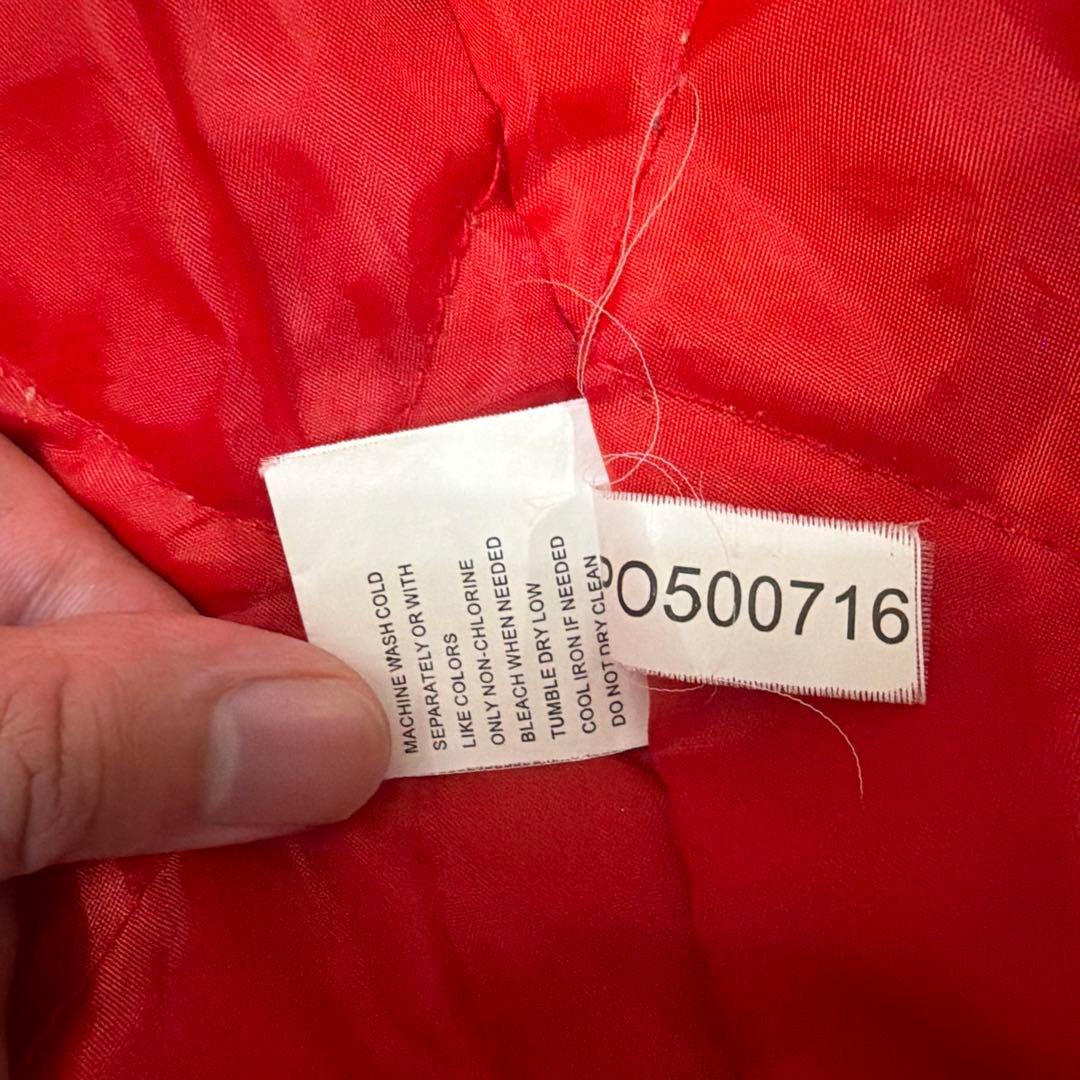 MACHINE WASH COLD
SEPARATELY OR WITH
LIKE COLORS
ONLY NON-CHLORINE
BLEACH WHEN NEEDED
TUMBLE DRY LOW
COOL IRON IF NEEDED
DO NOT DRY CLEAN
PO500716